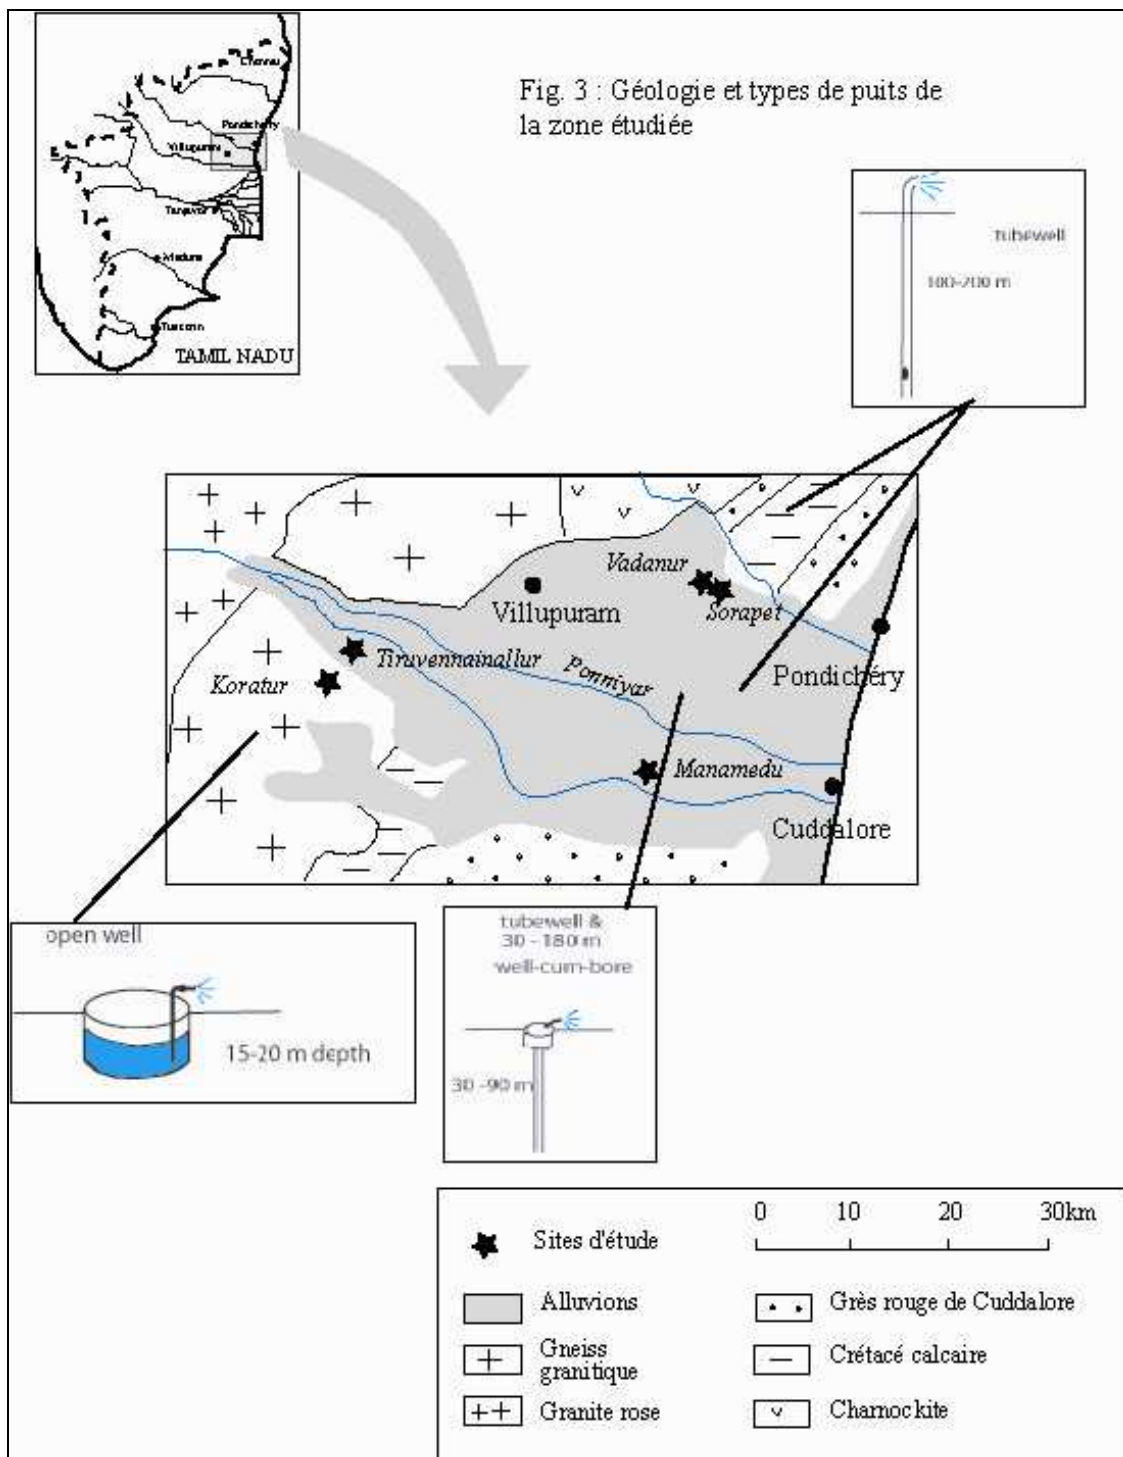 Fig. 3 : Géologie et types de puits de
la zone étudiée
Pondichéry
Villupuram
Madurai
TAMIL NADU
tubewell
100-200 m
Vadanur
Villupuram
Sorapet
Tiruvennainallur
Koratur
Ponniyar
Pondichéry
Manamedu
Cuddalore
open well
15-20 m depth
tubewell &
30 - 180 m
well-cum-bore
30 -90 m
0 10 20 30km
Sites d'étude
Alluvions
Grès rouge de Cuddalore
Gneiss
granitique
Crétacé calcaire
Granite rose
Charnockite